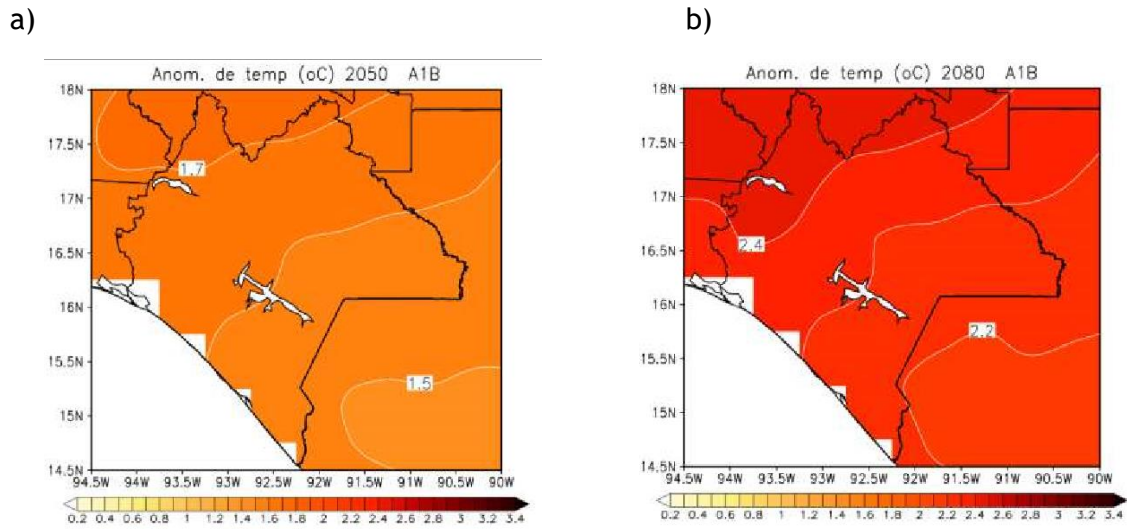 a)
b)
Anom. de temp (oC) 2050 A1B
18N
17.5N
17N
16.5N
16N
15.5N
15N
14.5N
1.7
1.5
94.5W 94W 93.5W 93W 92.5W 92W 91.5W 91W 90.5W 90W
0.2 0.4 0.6 0.8 1 1.2 1.4 1.6 1.8 2 2.2 2.4 2.6 2.8 3 3.2 3.4
Anom. de temp (oC) 2080 A1B
18N
17.5N
17N
16.5N
16N
15.5N
15N
14.5N
2.4
2.2
94.5W 94W 93.5W 93W 92.5W 92W 91.5W 91W 90.5W 90W
0.2 0.4 0.6 0.8 1 1.2 1.4 1.6 1.8 2 2.2 2.4 2.6 2.8 3 3.2 3.4